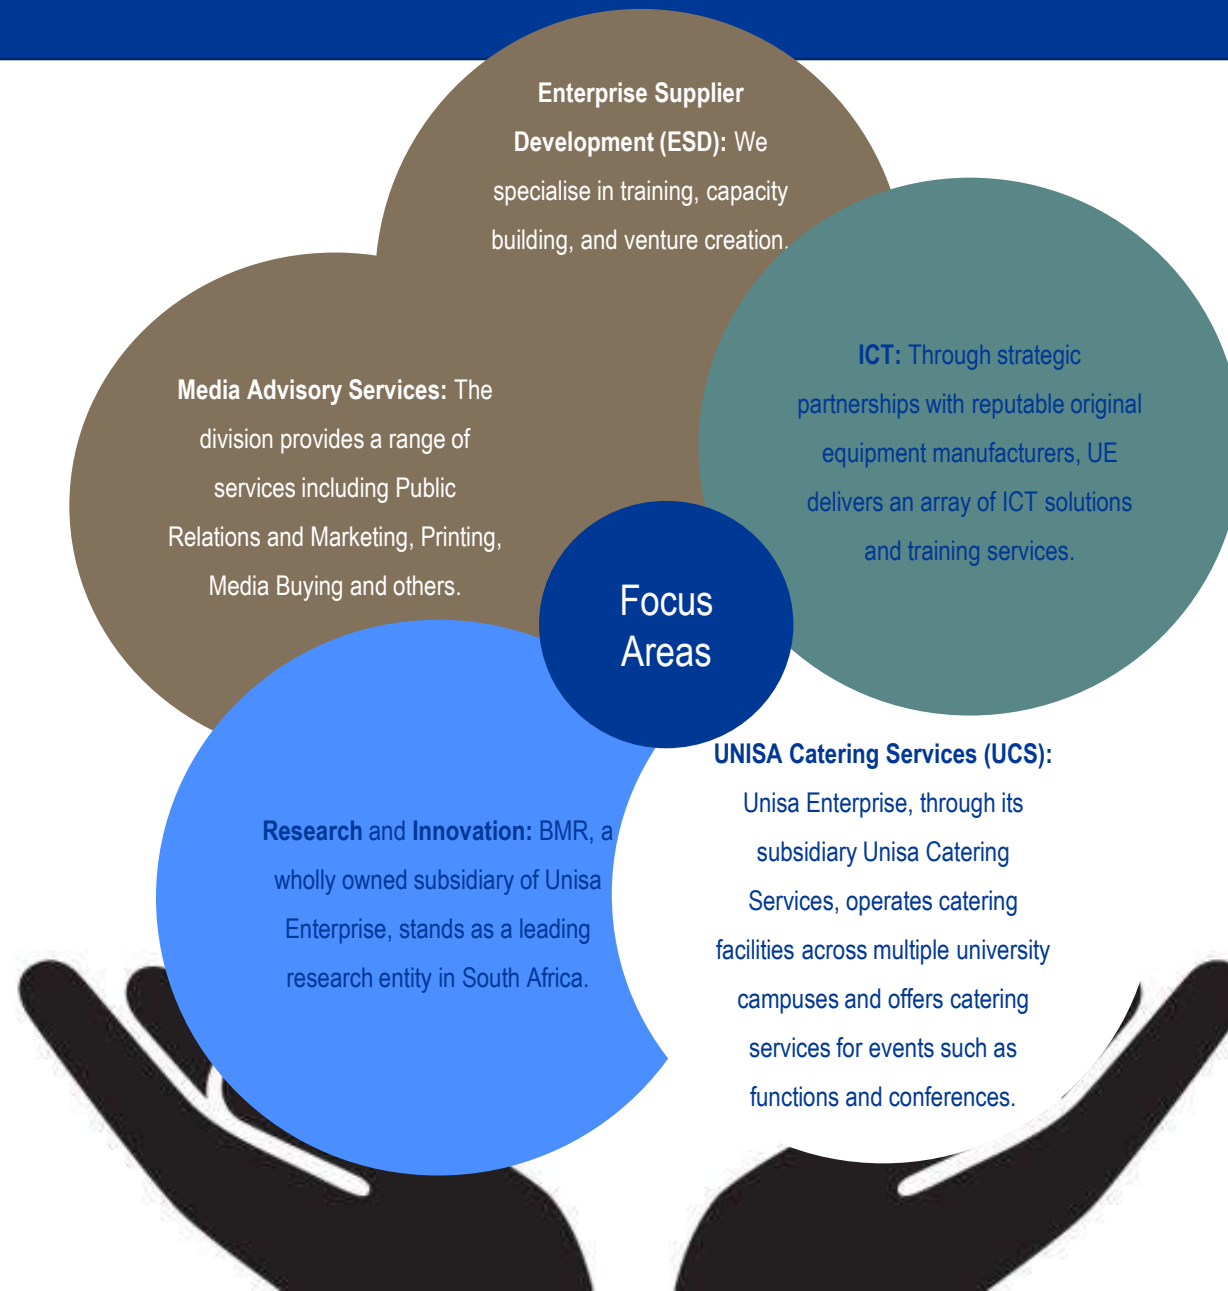 Enterprise Supplier
Development (ESD): We
specialise in training, capacity
building, and venture creation.
ICT: Through strategic
partnerships with reputable original
equipment manufacturers, UE
delivers an array of ICT solutions
and training services.
Media Advisory Services: The
division provides a range of
services including Public
Relations and Marketing, Printing,
Media Buying and others.
Focus
Areas
UNISA Catering Services (UCS):
Unisa Enterprise, through its
subsidiary Unisa Catering
Services, operates catering
facilities across multiple university
campuses and offers catering
services for events such as
functions and conferences.
Research and Innovation: BMR, a
wholly owned subsidiary of Unisa
Enterprise, stands as a leading
research entity in South Africa.